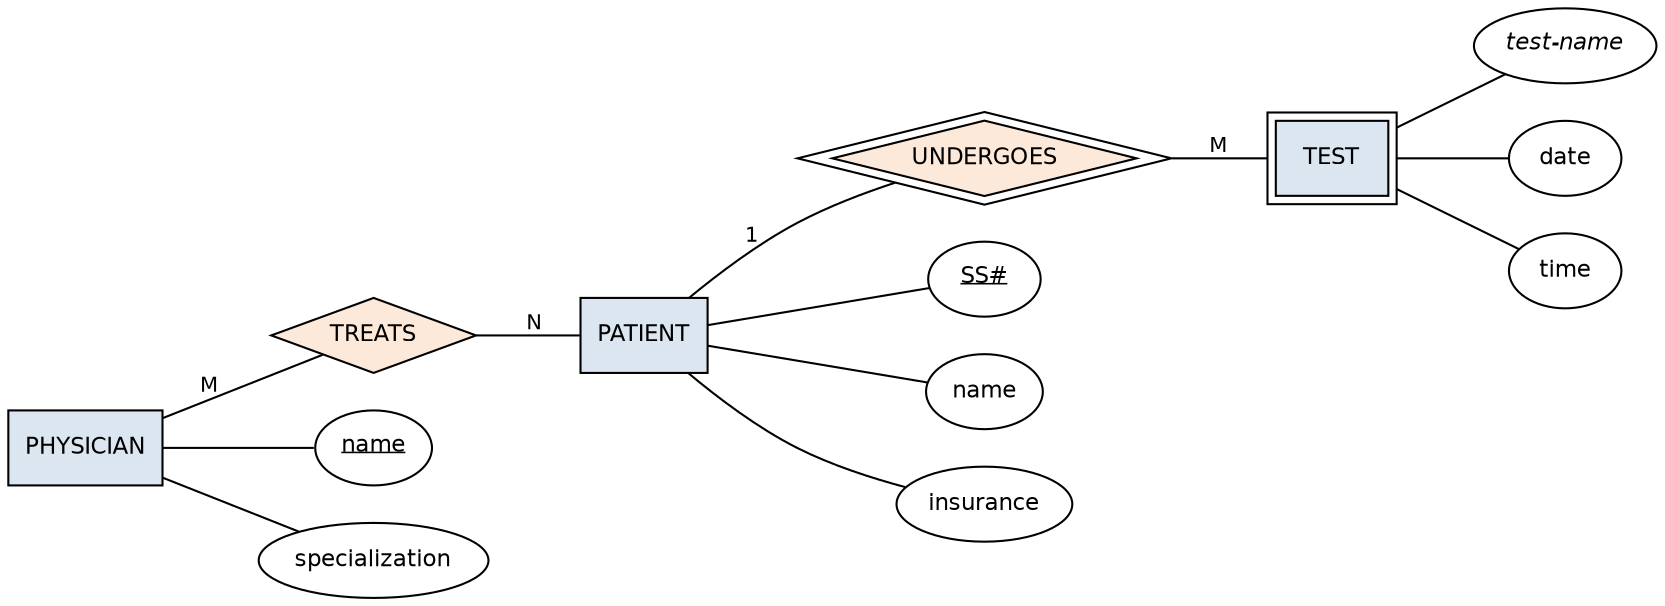 test-name
UNDERGOES
M
TEST
date
1
SS#
time
TREATS
N
PATIENT
name
M
PHYSICIAN
name
insurance
specialization